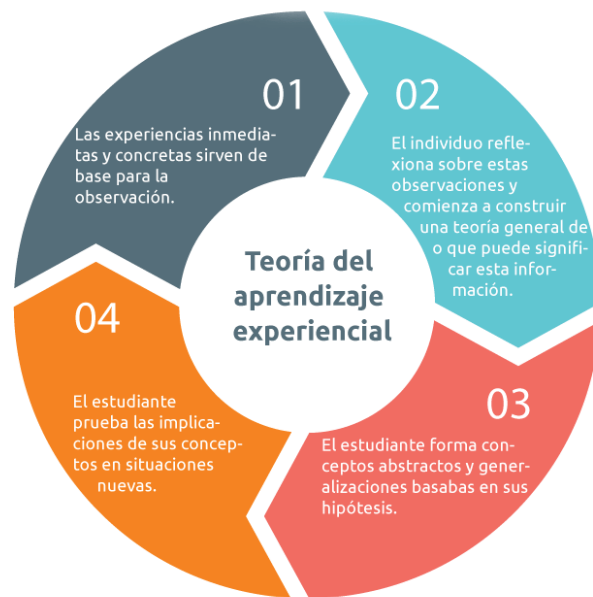 01
Las experiencias inmedia-
tas y concretas sirven de
base para la
observación.
02
El individuo refle-
xiona sobre estas
observaciones y
comienza a construir
una teoría general de
o que puede signifi-
car esta infor-
mación.
Teoría del
aprendizaje
experiencial
03
El estudiante forma con-
ceptos abstractos y gener-
alizaciones basabas en sus
hipótesis.
04
El estudiante
prueba las implica-
ciones de sus concep-
tos en situaciones
nuevas.